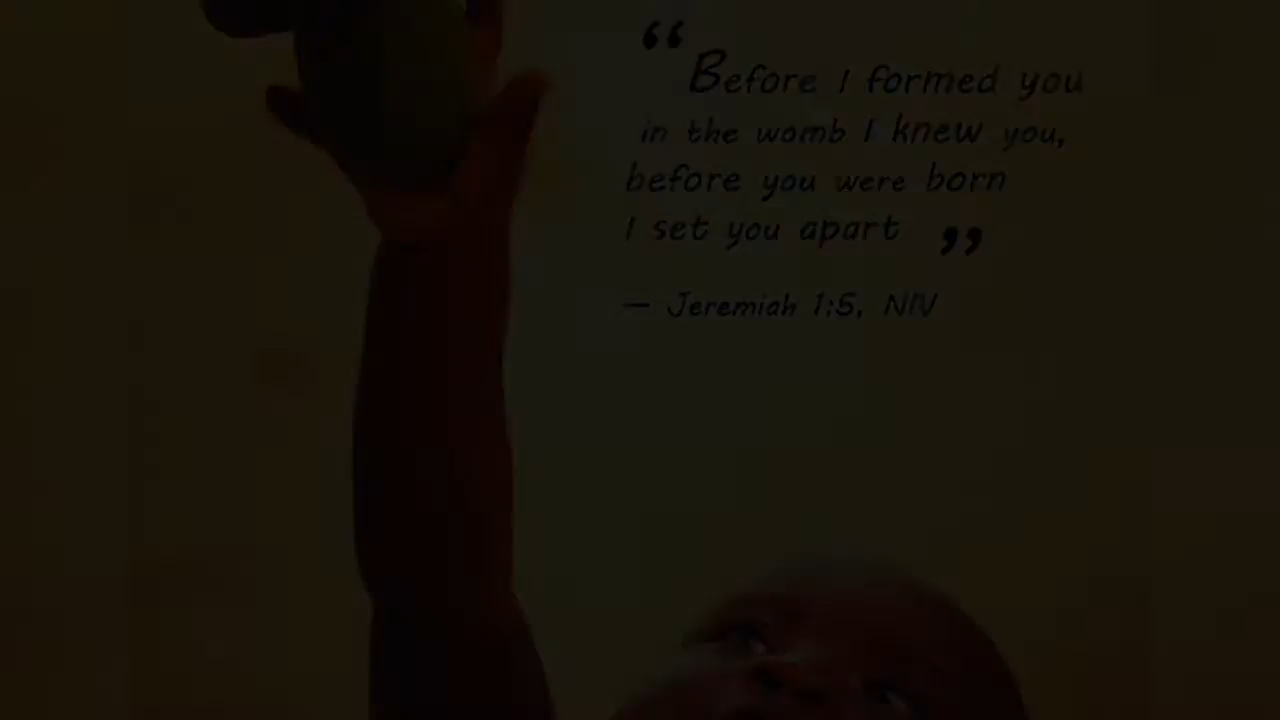 “Before I formed you
in the womb I knew you,
before you were born
I set you apart”
— Jeremiah 1:5, NIV